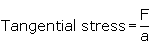 Tangential stress = F/a